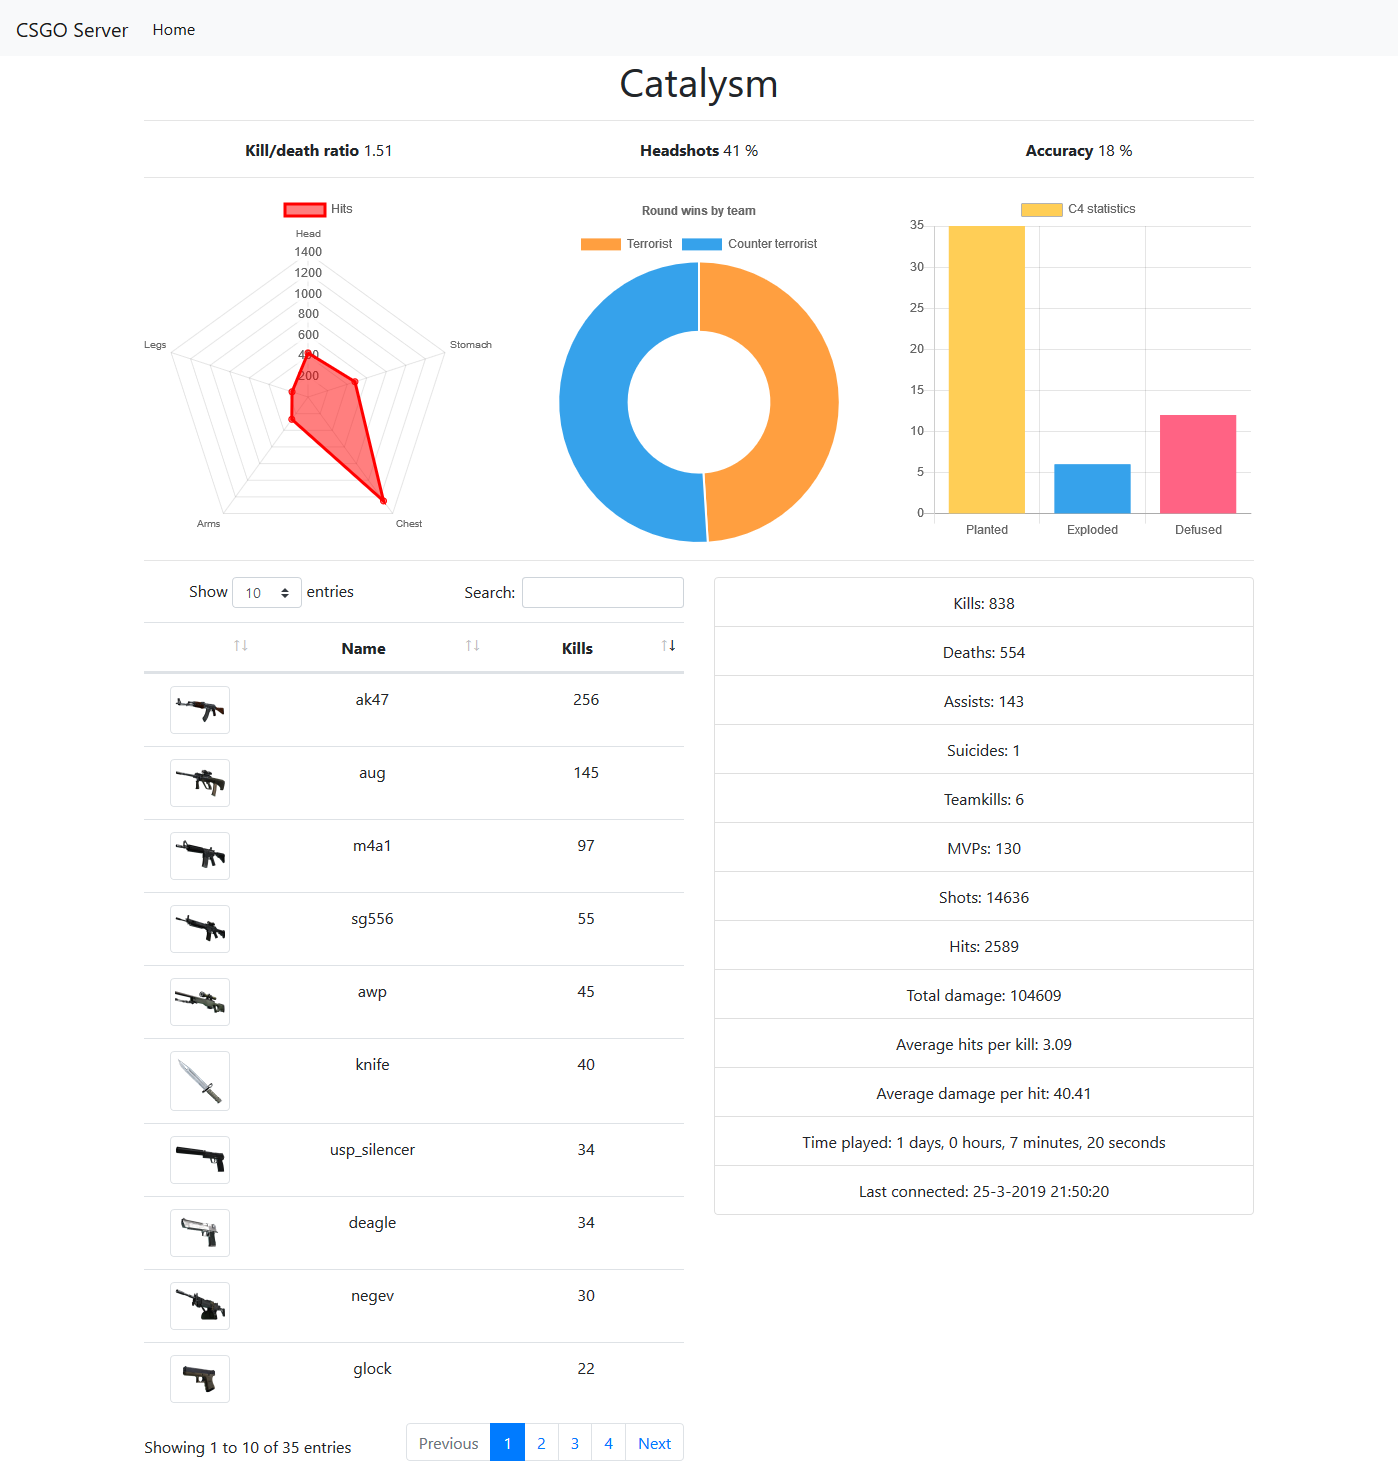 CSGO Server Home
Catalysm
Kill/death ratio 1.51
Headshots 41 %
Accuracy 18 %
Hits
Head
1400
1200
1000
800
600
400
200
Legs
Stomach
Arms
Chest
Round wins by team
Terrorist Counter terrorist
C4 statistics
35
30
25
20
15
10
5
0
Planted Exploded Defused
Show 10 entries
Search:
Name Kills
ak47 256
aug 145
m4a1 97
sg556 55
awp 45
knife 40
usp_silencer 34
deagle 34
negev 30
glock 22
Showing 1 to 10 of 35 entries
Previous 1 2 3 4 Next
Kills: 838
Deaths: 554
Assists: 143
Suicides: 1
Teamkills: 6
MVPs: 130
Shots: 14636
Hits: 2589
Total damage: 104609
Average hits per kill: 3.09
Average damage per hit: 40.41
Time played: 1 days, 0 hours, 7 minutes, 20 seconds
Last connected: 25-3-2019 21:50:20